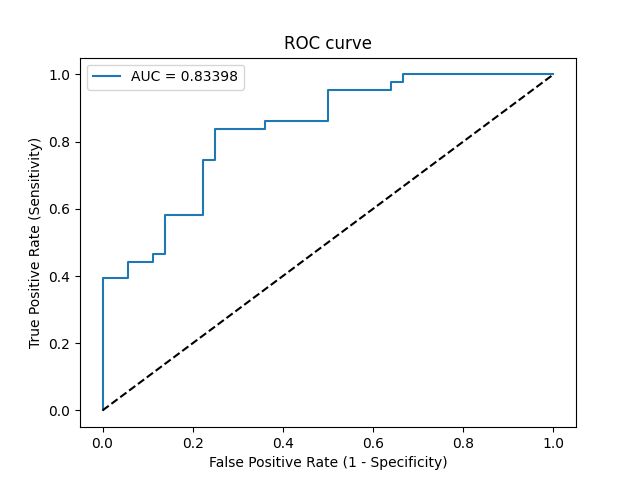 ROC curve
AUC = 0.83398
True Positive Rate (Sensitivity)
1.0
0.8
0.6
0.4
0.2
0.0
0.0 0.2 0.4 0.6 0.8 1.0
False Positive Rate (1 - Specificity)